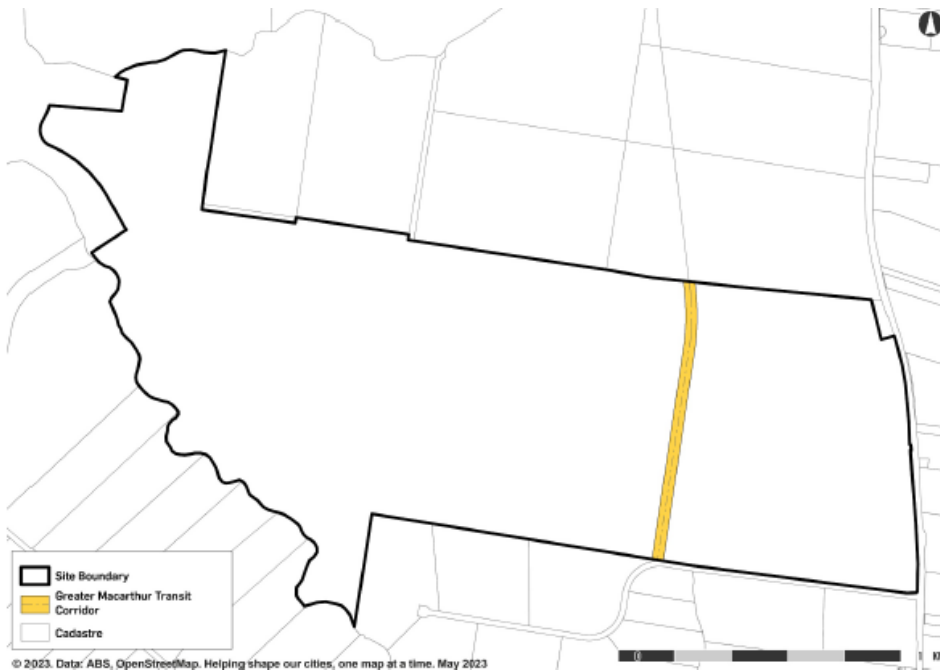 Site Boundary
Greater Macarthur Transit
Corridor
Cadastre
© 2023. Data: ABS, OpenStreetMap. Helping shape our cities, one map at a time. May 2023
0